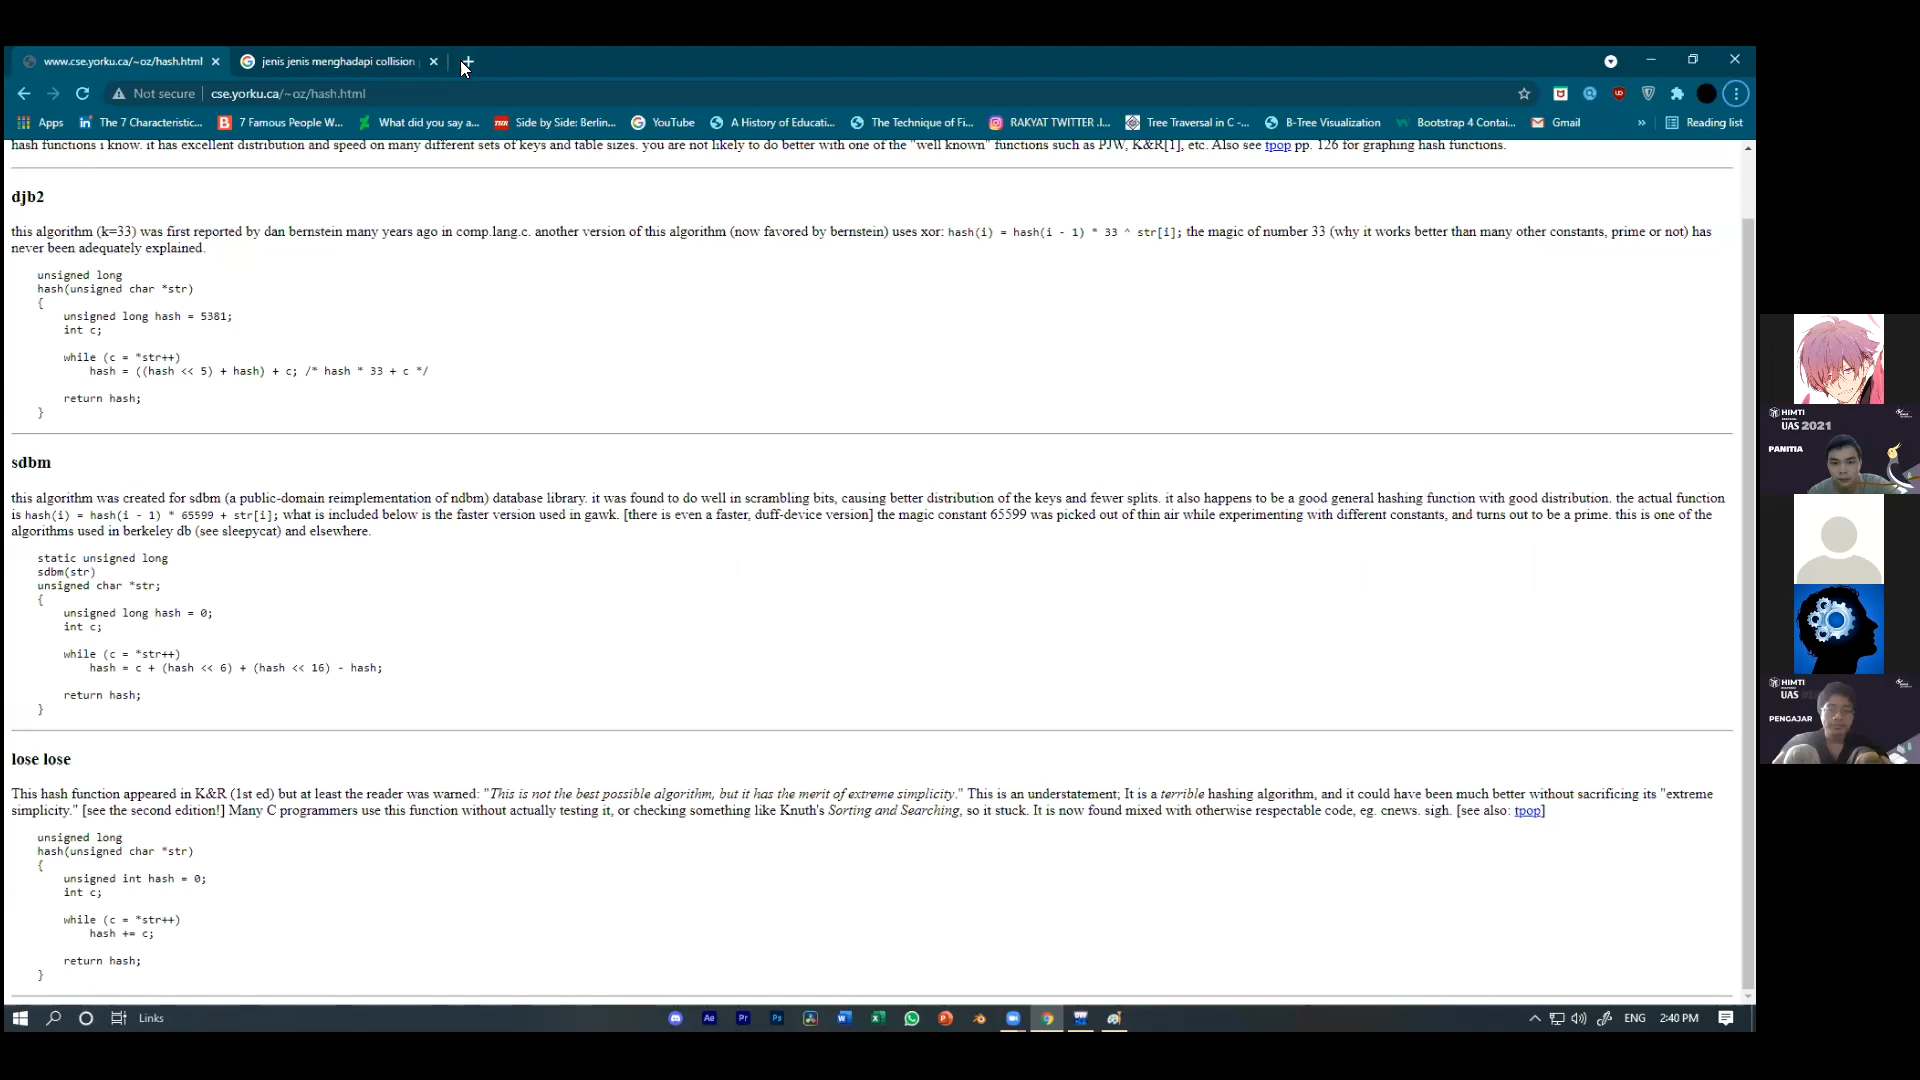 www.cse.yorku.ca/~oz/hash.html
jenis jenis menghadapi collision
Not secure
cse.yorku.ca/~oz/hash.html
Apps
The 7 Characteristic...
7 Famous People W...
What did you say a...
Side by Side: Berlin...
YouTube
A History of Educati...
The Technique of Fi...
RAKYAT TWITTER .I...
Tree Traversal in C -...
B-Tree Visualization
Bootstrap 4 Contai...
Gmail
»
Reading list
hash functions i know. it has excellent distribution and speed on many different sets of keys and table sizes. you are not likely to do better with one of the "well known" functions such as PJW, K&R[1], etc. Also see tpop pp. 126 for graphing hash functions.
djb2
this algorithm (k=33) was first reported by dan bernstein many years ago in comp.lang.c. another version of this algorithm (now favored by bernstein) uses xor: hash(i) = hash(i - 1) * 33 ^ str[i]; the magic of number 33 (why it works better than many other constants, prime or not) has
never been adequately explained.
unsigned long
hash(unsigned char *str)
{
unsigned long hash = 5381;
int c;
while (c = *str++)
hash = ((hash << 5) + hash) + c; /* hash * 33 + c */
return hash;
}
sdbm
this algorithm was created for sdbm (a public-domain reimplementation of ndbm) database library. it was found to do well in scrambling bits, causing better distribution of the keys and fewer splits. it also happens to be a good general hashing function with good distribution. the actual function
is hash(i) = hash(i - 1) * 65599 + str[i]; what is included below is the faster version used in gawk. [there is even a faster, duff-device version] the magic constant 65599 was picked out of thin air while experimenting with different constants, and turns out to be a prime. this is one of the
algorithms used in berkeley db (see sleepycat) and elsewhere.
static unsigned long
sdbm(str)
unsigned char *str;
{
unsigned long hash = 0;
int c;
while (c = *str++)
hash = c + (hash << 6) + (hash << 16) - hash;
return hash;
}
lose lose
This hash function appeared in K&R (1st ed) but at least the reader was warned: "This is not the best possible algorithm, but it has the merit of extreme simplicity." This is an understatement; It is a terrible hashing algorithm, and it could have been much better without sacrificing its "extreme
simplicity." [see the second edition!] Many C programmers use this function without actually testing it, or checking something like Knuth's Sorting and Searching, so it stuck. It is now found mixed with otherwise respectable code, eg. cnews. sigh. [see also: tpop]
unsigned long
hash(unsigned char *str)
{
unsigned int hash = 0;
int c;
while (c = *str++)
hash += c;
return hash;
}
Links
Ae
Pr
Ps
ENG
2:40 PM
HIMTI
UAS 2021
PANITIA
HIMTI
UAS
PENGAJAR